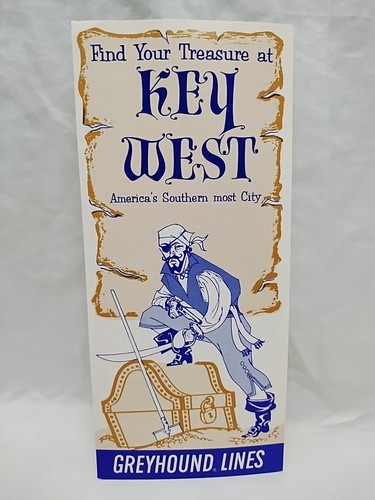 Find Your Treasure at
KEY
WEST
America's Southern most City
GREYHOUND LINES